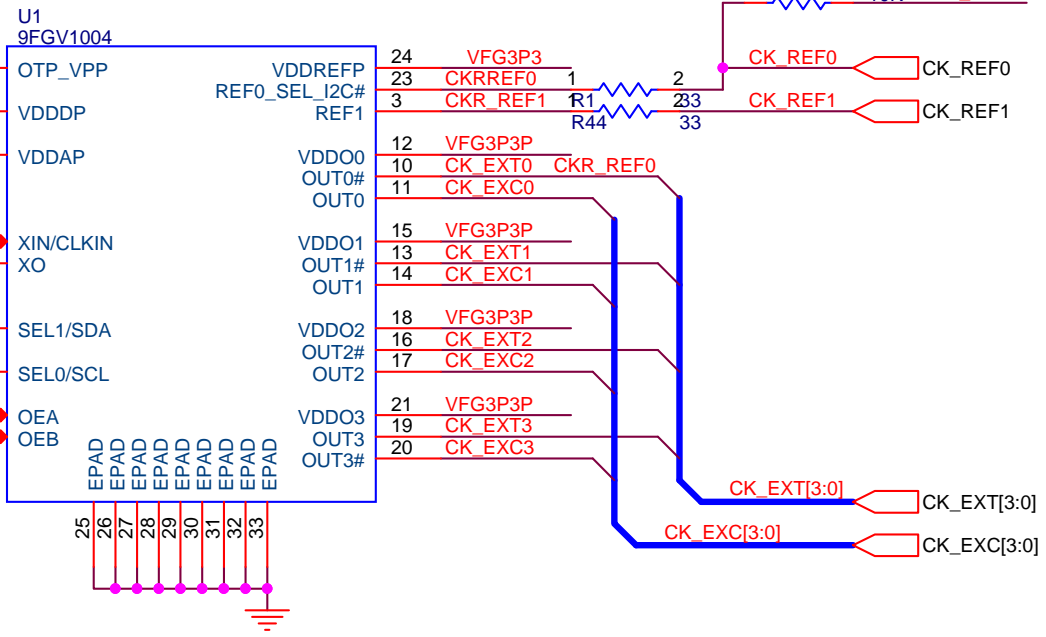 U1
9FGV1004
OTP_VPP
VDDDP
VDDAP
XIN/CLKIN
XO
SEL1/SDA
SEL0/SCL
OEA
OEB
VDDREFP
REF0_SEL_I2C#
REF1
VDDO0
OUT0#
OUT0
VDDO1
OUT1#
OUT1
VDDO2
OUT2#
OUT2
VDDO3
OUT3
OUT3#
EPAD EPAD EPAD EPAD EPAD EPAD EPAD EPAD EPAD
25 26 27 28 29 30 31 32 33
24 VFG3P3
23 CKRREF0 1 2
R1 33
3 CKR_REF1 1 2
R44 33
12 VFG3P3P
10 CK_EXT0 CKR_REF0
11 CK_EXC0
15 VFG3P3P
13 CK_EXT1
14 CK_EXC1
18 VFG3P3P
16 CK_EXT2
17 CK_EXC2
21 VFG3P3P
19 CK_EXT3
20 CK_EXC3
CK_REF0 CK_REF0
CK_REF1 CK_REF1
CK_EXT[3:0] CK_EXT[3:0]
CK_EXC[3:0] CK_EXC[3:0]